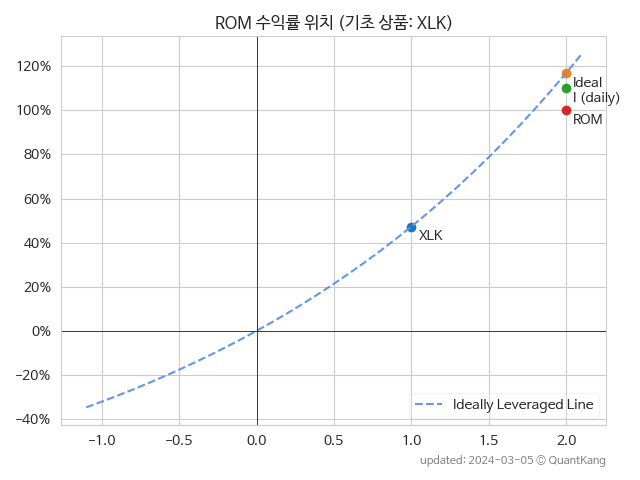 ROM 수익률 위치 (기초 상품: XLK)
120%
100%
80%
60%
40%
20%
0%
−20%
−40%
Ideal
I (daily)
ROM
XLK
Ideally Leveraged Line
−1.0 −0.5 0.0 0.5 1.0 1.5 2.0
updated: 2024-03-05 © QuantKang